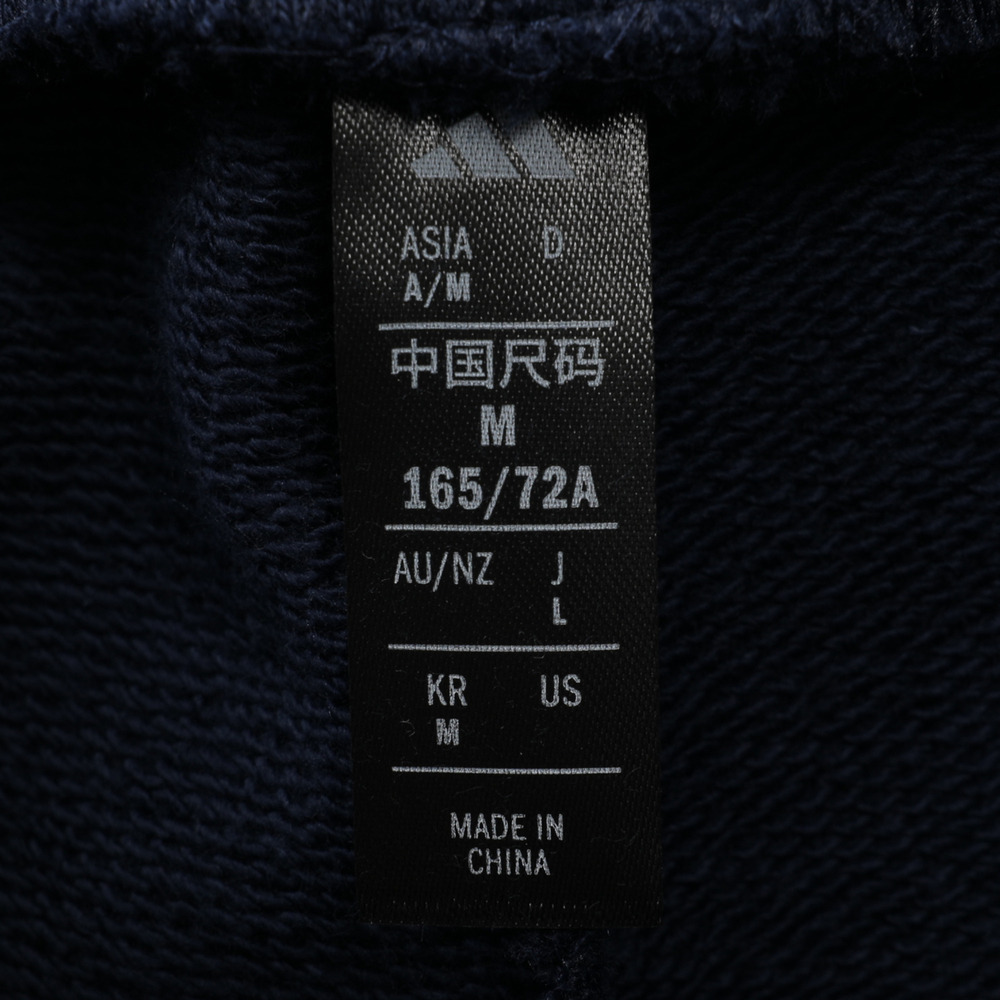 ASIA D
A/M
中国尺码
M
165/72A
AU/NZ J
L
KR US
M
MADE IN
CHINA